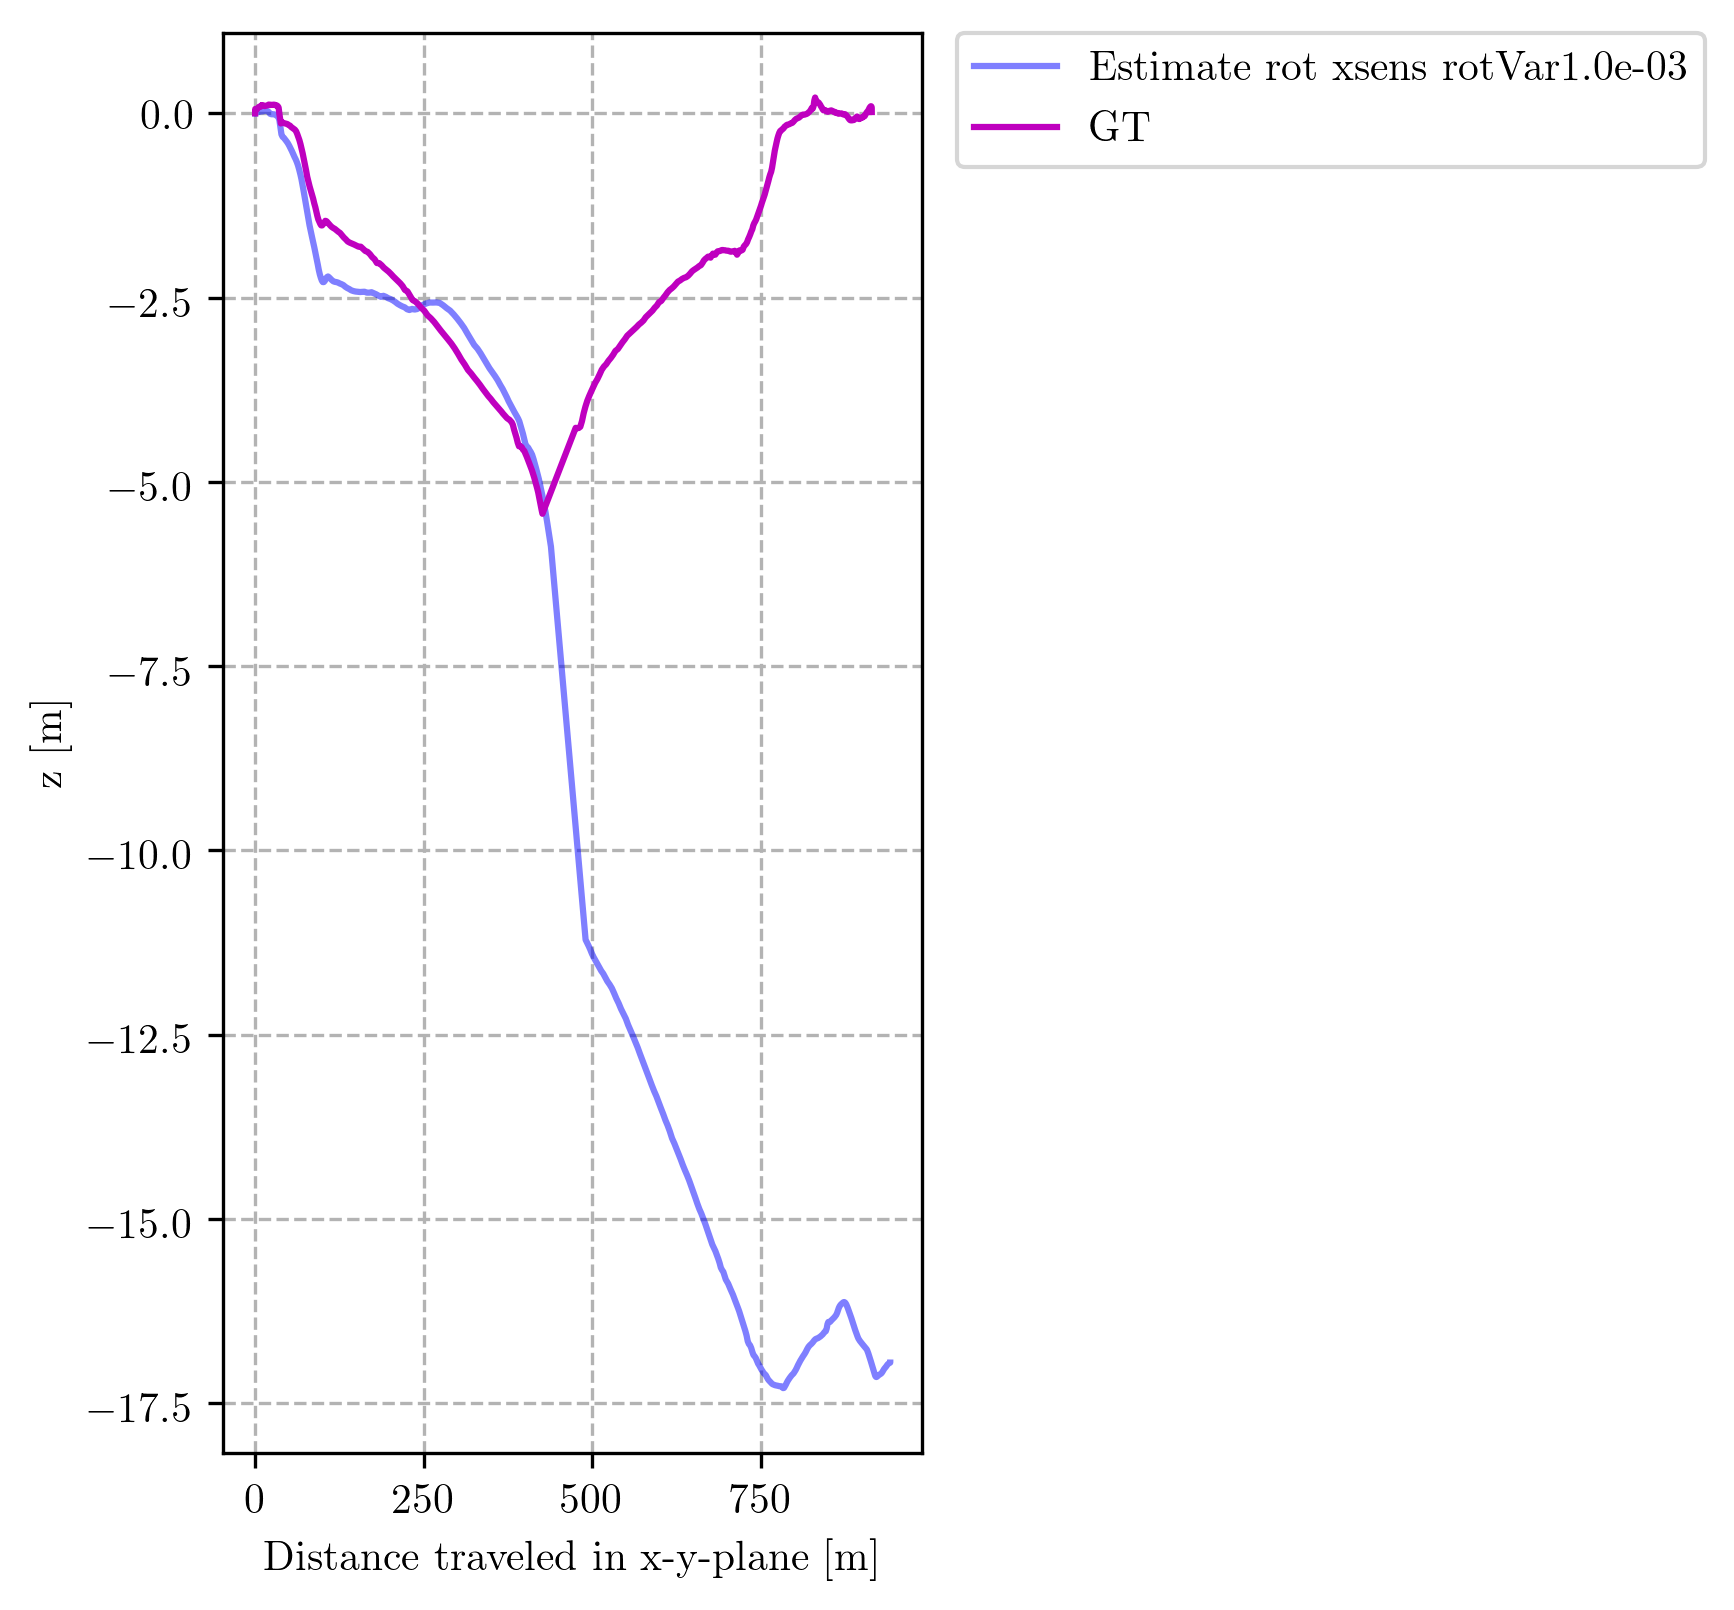 Estimate rot xsens rotVar1.0e-03
GT
0.0
−2.5
−5.0
−7.5
−10.0
−12.5
−15.0
−17.5
z [m]
0 250 500 750
Distance traveled in x-y-plane [m]